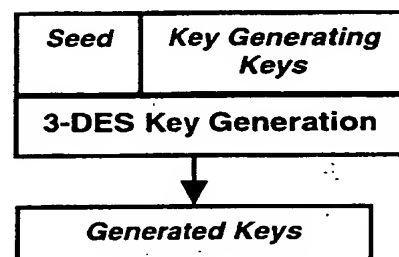 Seed
Key Generating
Keys
3-DES Key Generation
Generated Keys